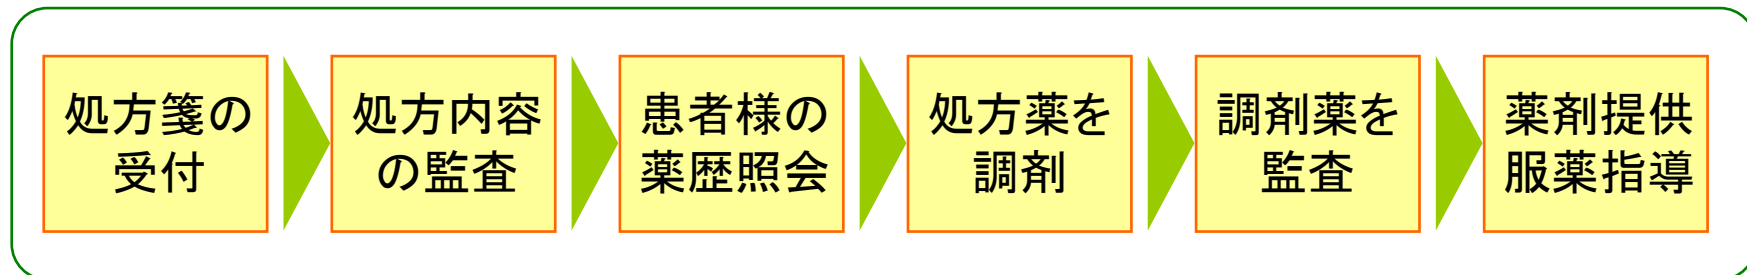 処方箋の
受付
処方内容
の監査
患者様の
薬歴照会
処方薬を
調剤
調剤薬を
監査
薬剤提供
服薬指導